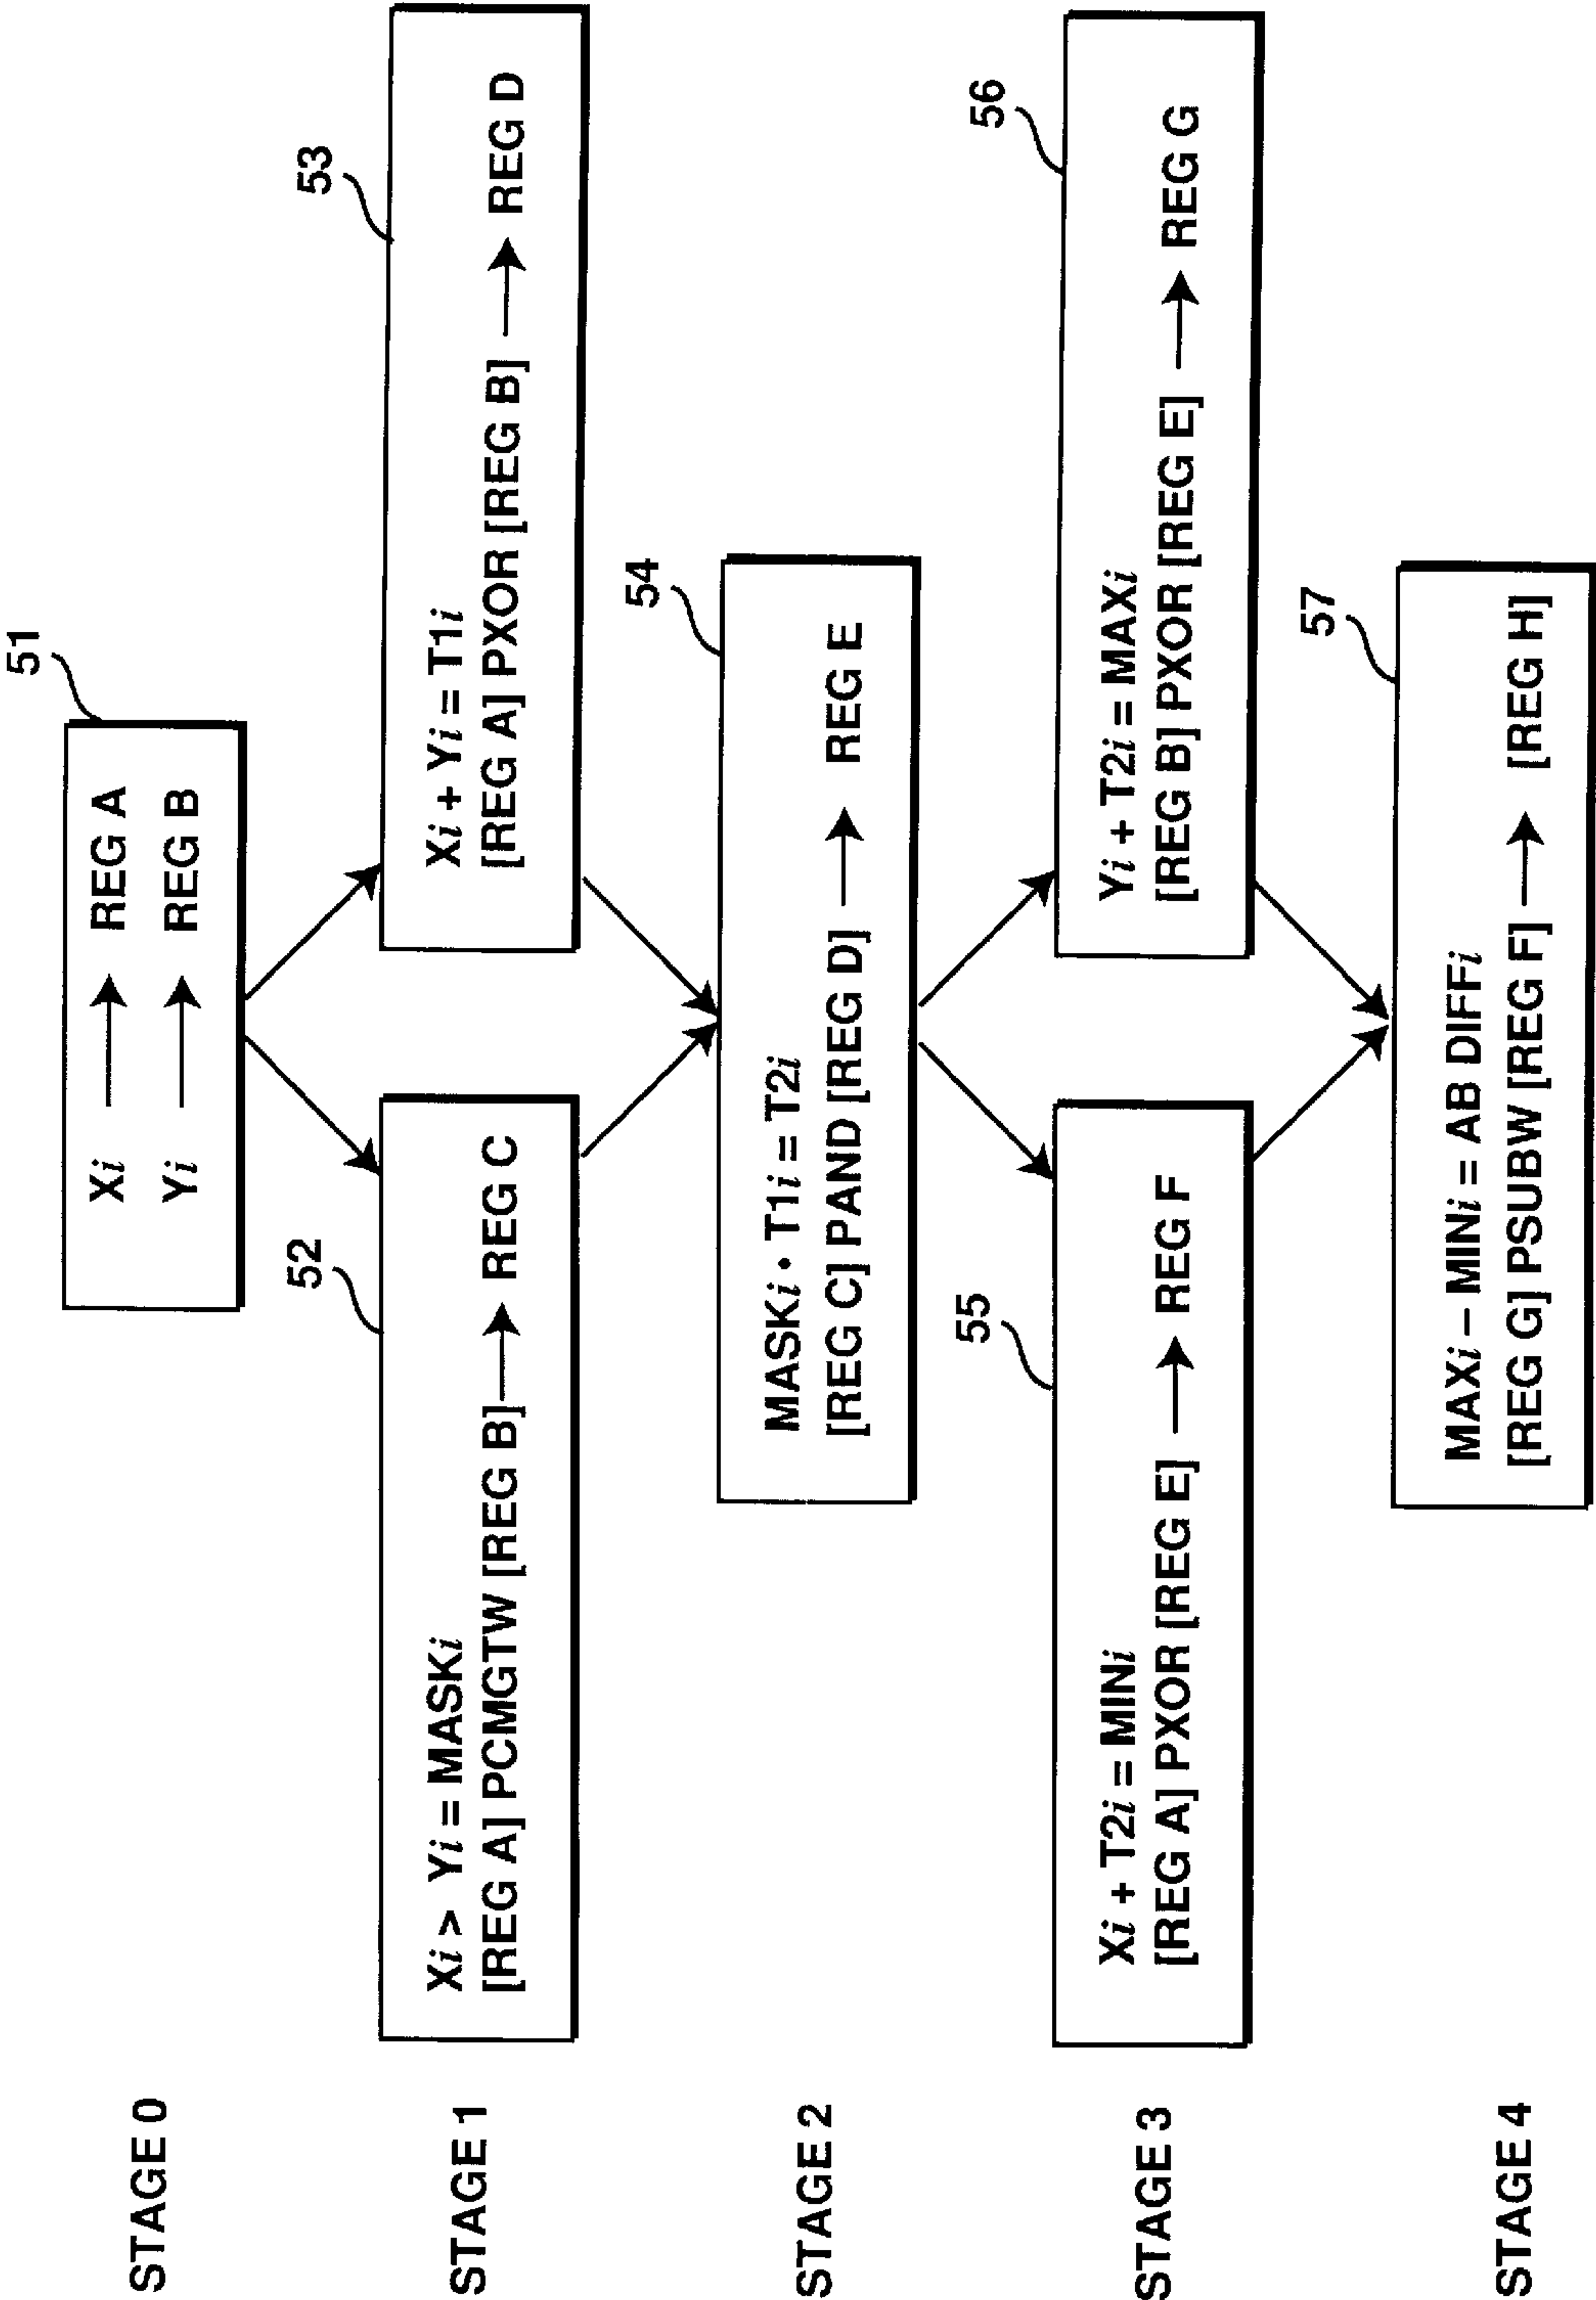 STAGE 0
51
Xi → REG A
Yi → REG B
STAGE 1
52
Xi > Yi = MASKi
[REG A] PCMGTW [REG B] → REG C
53
Xi + Yi = T1i
[REG A] PXOR [REG B] → REG D
STAGE 2
54
MASKi • T1i = T2i
[REG C] PAND [REG D] → REG E
STAGE 3
55
Xi + T2i = MINi
[REG A] PXOR [REG E] → REG F
56
Yi + T2i = MAXi
[REG B] PXOR [REG E] → REG G
STAGE 4
57
MAXi – MINi = AB DIFFi
[REG G] PSUBW [REG F] → [REG H]